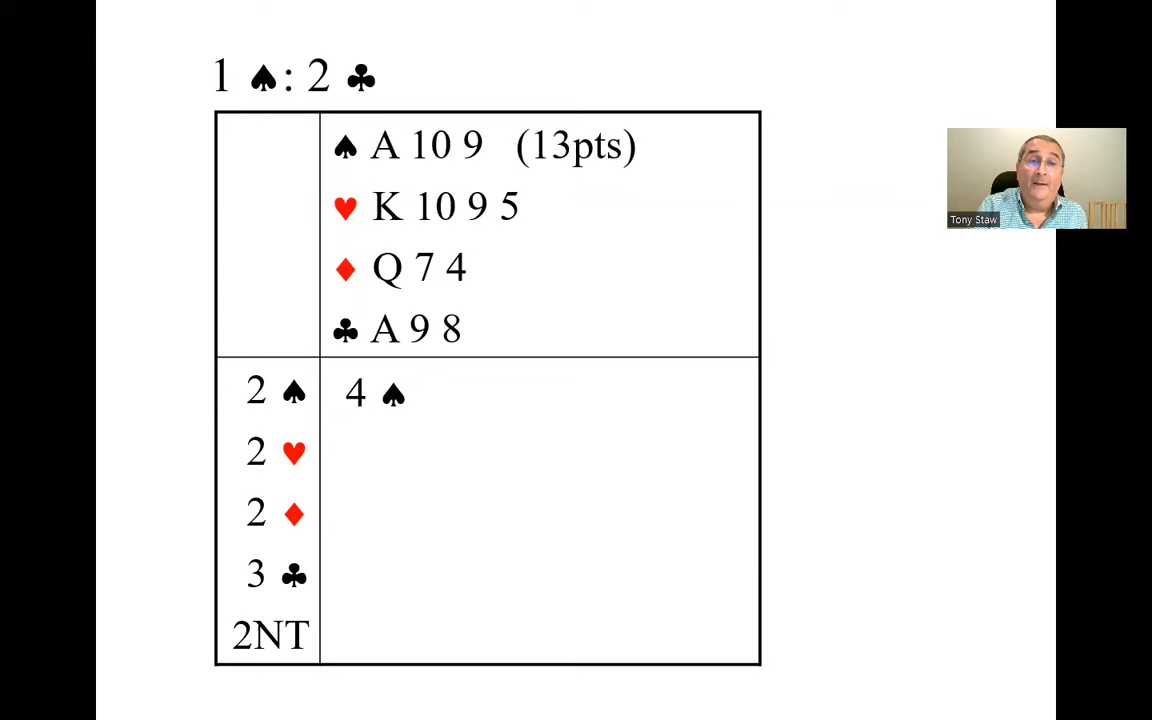 1 ♠: 2 ♣
♠ A 10 9 (13pts)
♥ K 10 9 5
♦ Q 7 4
♣ A 9 8
2 ♠ 4 ♠
2 ♥
2 ♦
3 ♣
2NT
Tony Staw